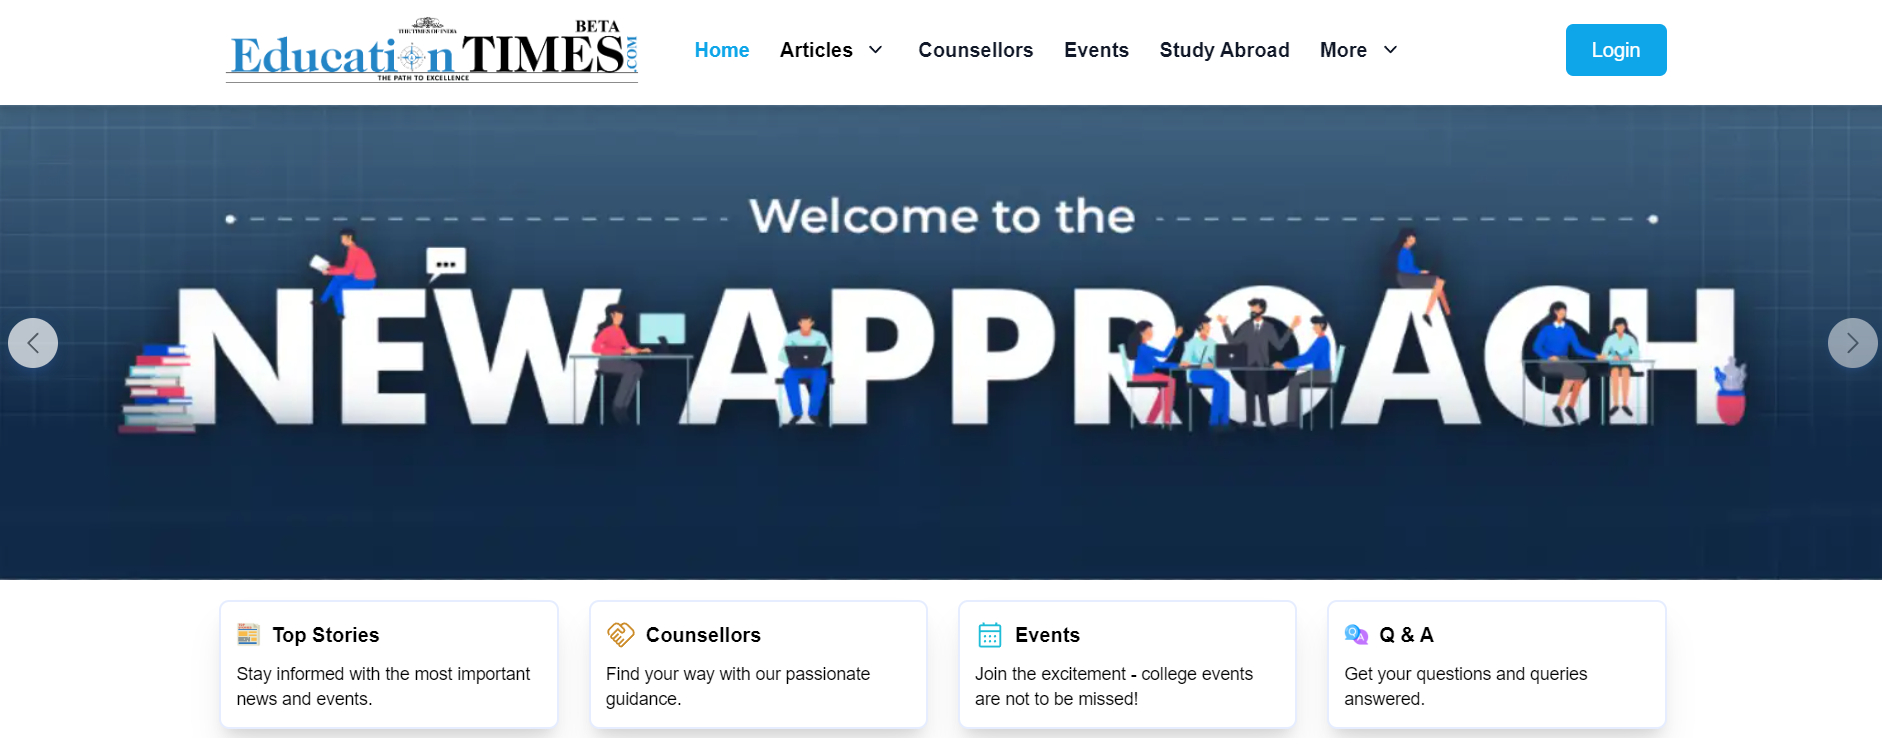 THE TIMES OF INDIA
BETA
Education TIMES.COM
THE PATH TO EXCELLENCE
Home Articles Counsellors Events Study Abroad More
Login
Welcome to the
NEW-APPROACH
Top Stories
Stay informed with the most important
news and events.
Counsellors
Find your way with our passionate
guidance.
Events
Join the excitement - college events
are not to be missed!
Q & A
Get your questions and queries
answered.